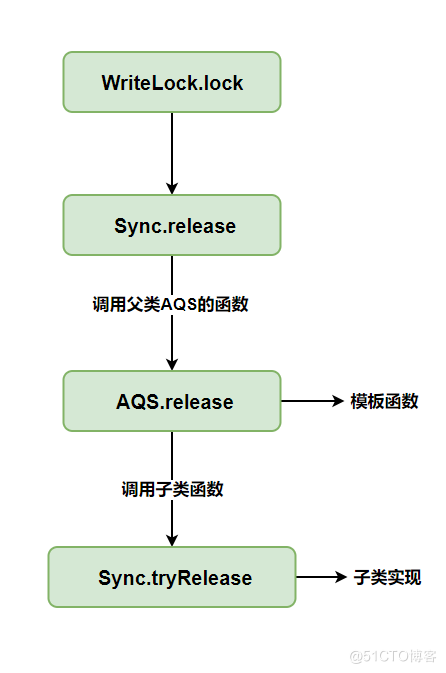 WriteLock.lock
Sync.release
调用父类AQS的函数
AQS.release
模板函数
调用子类函数
Sync.tryRelease
子类实现
@51CTO博客